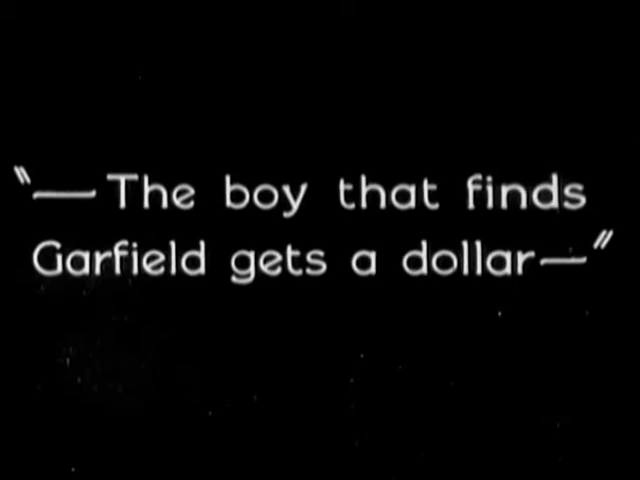 "— The boy that finds
Garfield gets a dollar —"